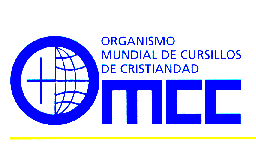 ORGANISMO
MUNDIAL DE CURSILLOS
DE CRISTIANDAD
OMCC